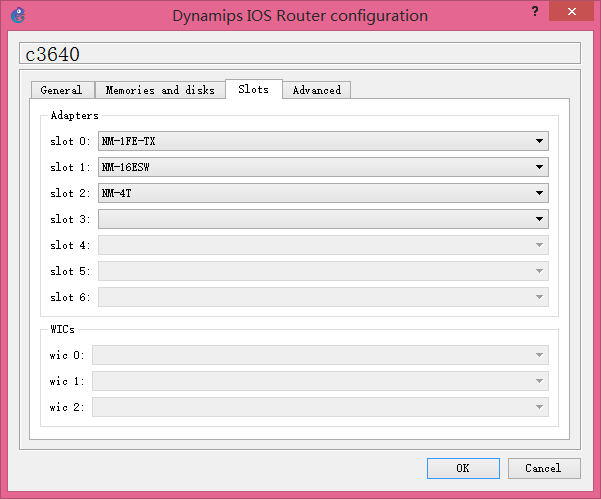 Dynamips IOS Router configuration
?
c3640
General Memories and disks Slots Advanced
Adapters
slot 0: NM-1FE-TX
slot 1: NM-16ESW
slot 2: NM-4T
slot 3:
slot 4:
slot 5:
slot 6:
WICs
wic 0:
wic 1:
wic 2:
OK Cancel